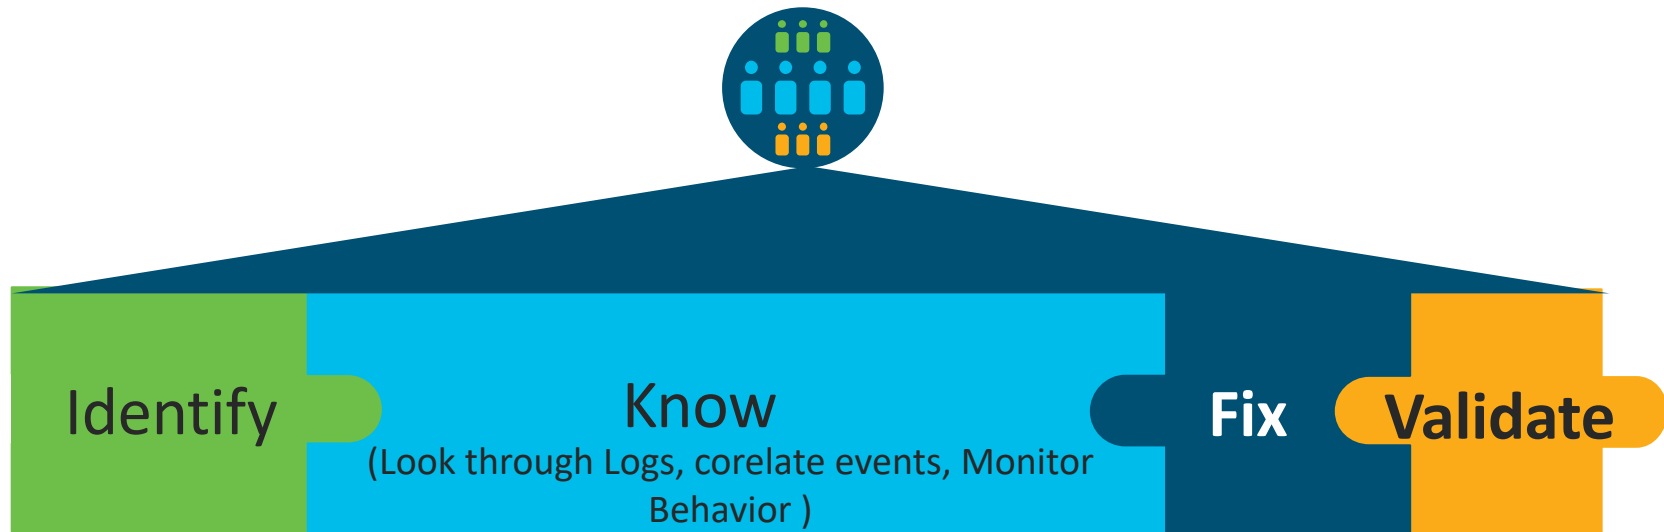 Identify
Know
(Look through Logs, corelate events, Monitor
Behavior )
Fix
Validate